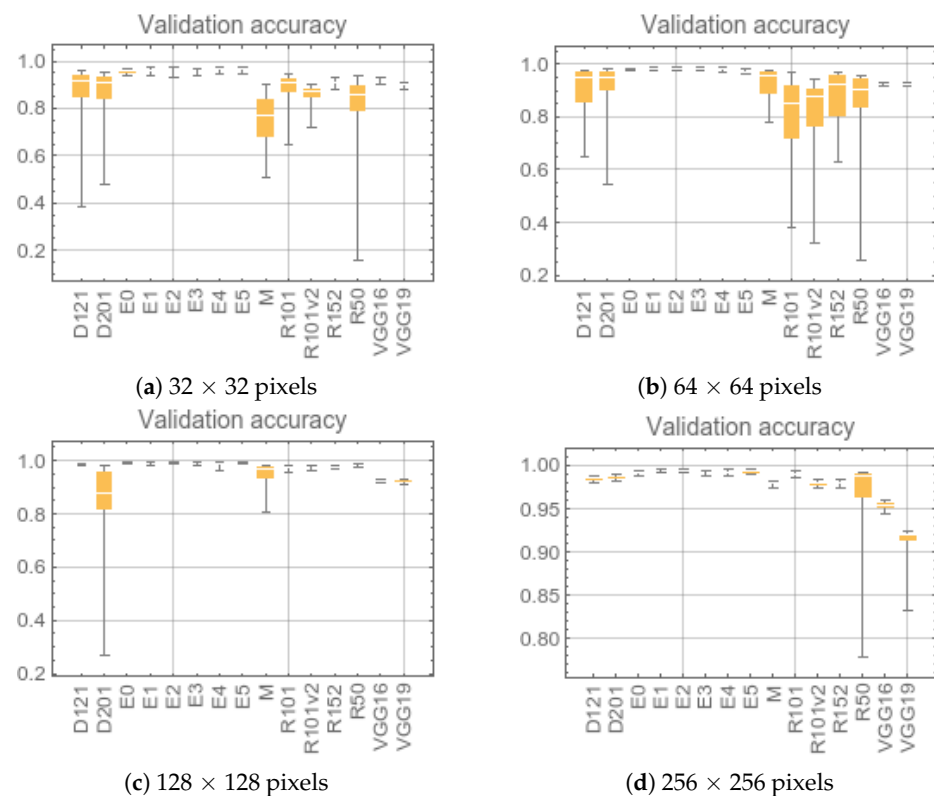 Validation accuracy
1.0
0.8
0.6
0.4
0.2
D121
D201
E0
E1
E2
E3
E4
E5
M
R101
R101v2
R152
R50
VGG16
VGG19
(a) 32 × 32 pixels
Validation accuracy
1.0
0.8
0.6
0.4
0.2
D121
D201
E0
E1
E2
E3
E4
E5
M
R101
R101v2
R152
R50
VGG16
VGG19
(b) 64 × 64 pixels
Validation accuracy
1.0
0.8
0.6
0.4
0.2
D121
D201
E0
E1
E2
E3
E4
E5
M
R101
R101v2
R152
R50
VGG16
VGG19
(c) 128 × 128 pixels
Validation accuracy
1.00
0.95
0.90
0.85
0.80
D121
D201
E0
E1
E2
E3
E4
E5
M
R101
R101v2
R152
R50
VGG16
VGG19
(d) 256 × 256 pixels